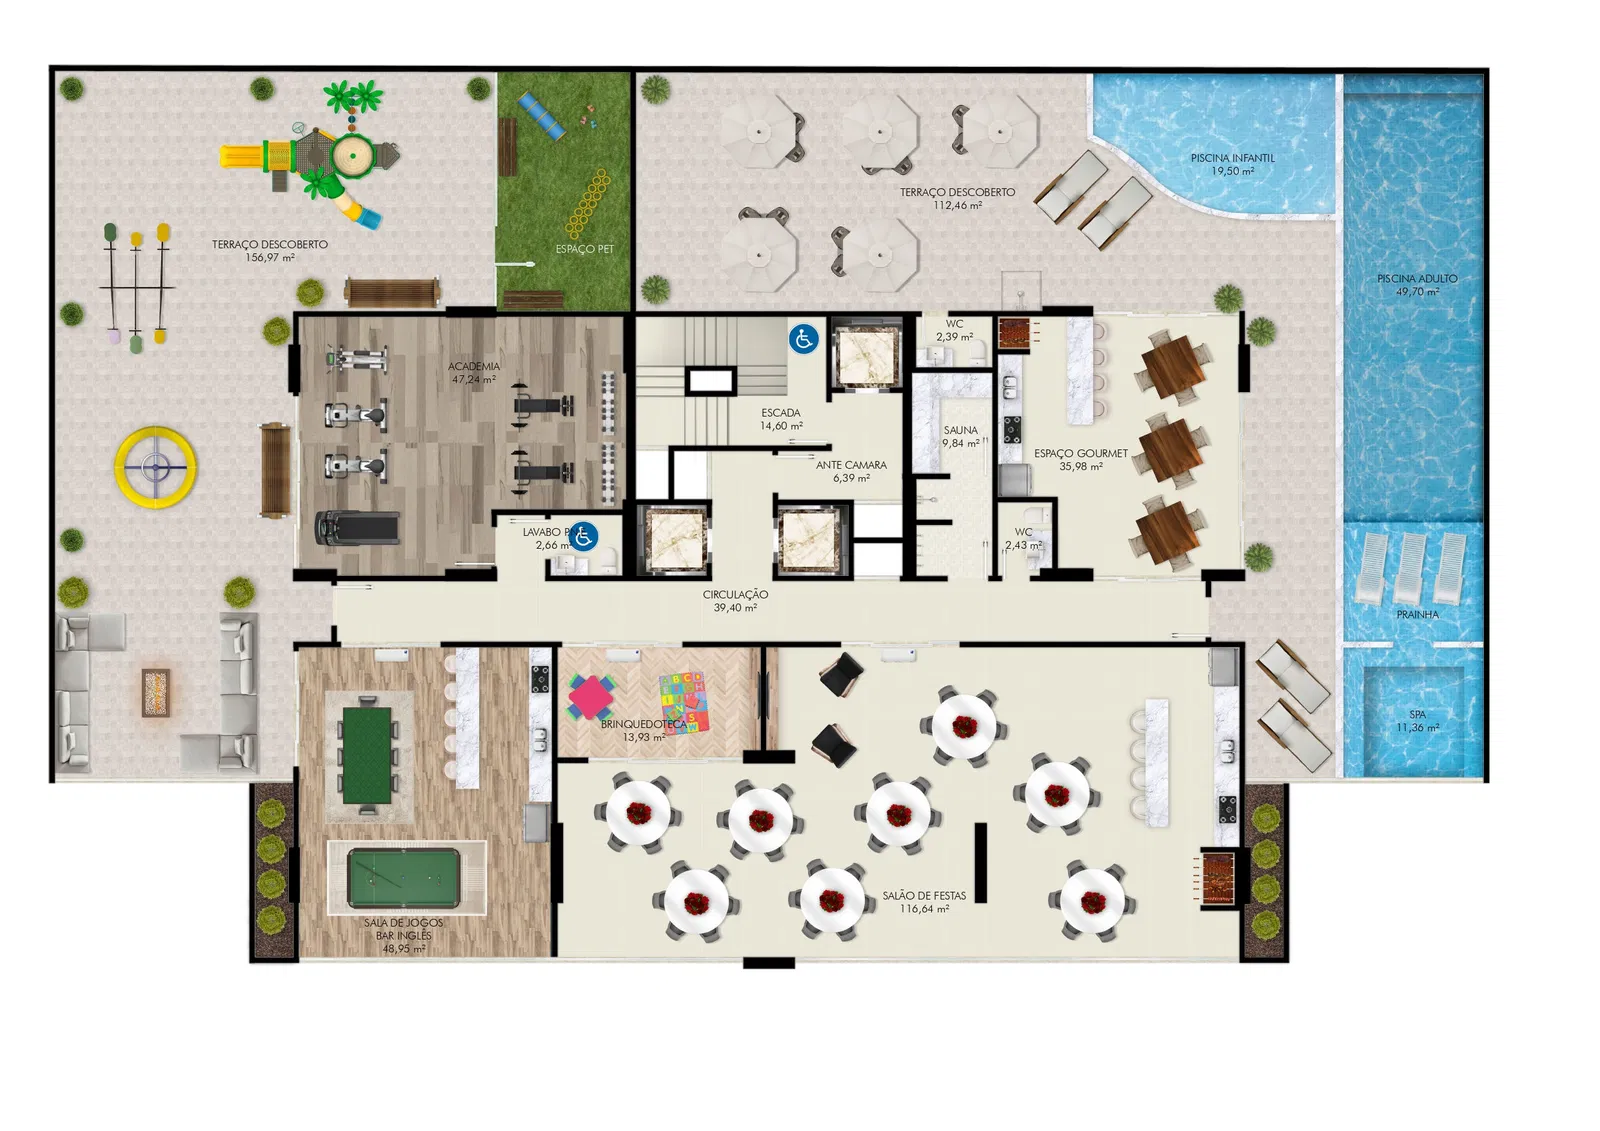 PISCINA INFANTIL
19,50 m²
TERRAÇO DESCOBERTO
112,46 m²
TERRAÇO DESCOBERTO
156,97 m²
ESPAÇO PET
PISCINA ADULTO
49,70 m²
WC
2,39 m²
ACADEMIA
47,24 m²
ESCADA
14,60 m²
SAUNA
9,84 m²
ESPAÇO GOURMET
35,98 m²
ANTE CAMARA
6,39 m²
LAVABO PNE
2,66 m²
WC
2,43 m²
CIRCULAÇÃO
39,40 m²
PRAINHA
BRINQUEDOTECA
13,93 m²
SPA
11,36 m²
SALÃO DE FESTAS
116,64 m²
SALA DE JOGOS
BAR INGLÊS
48,95 m²